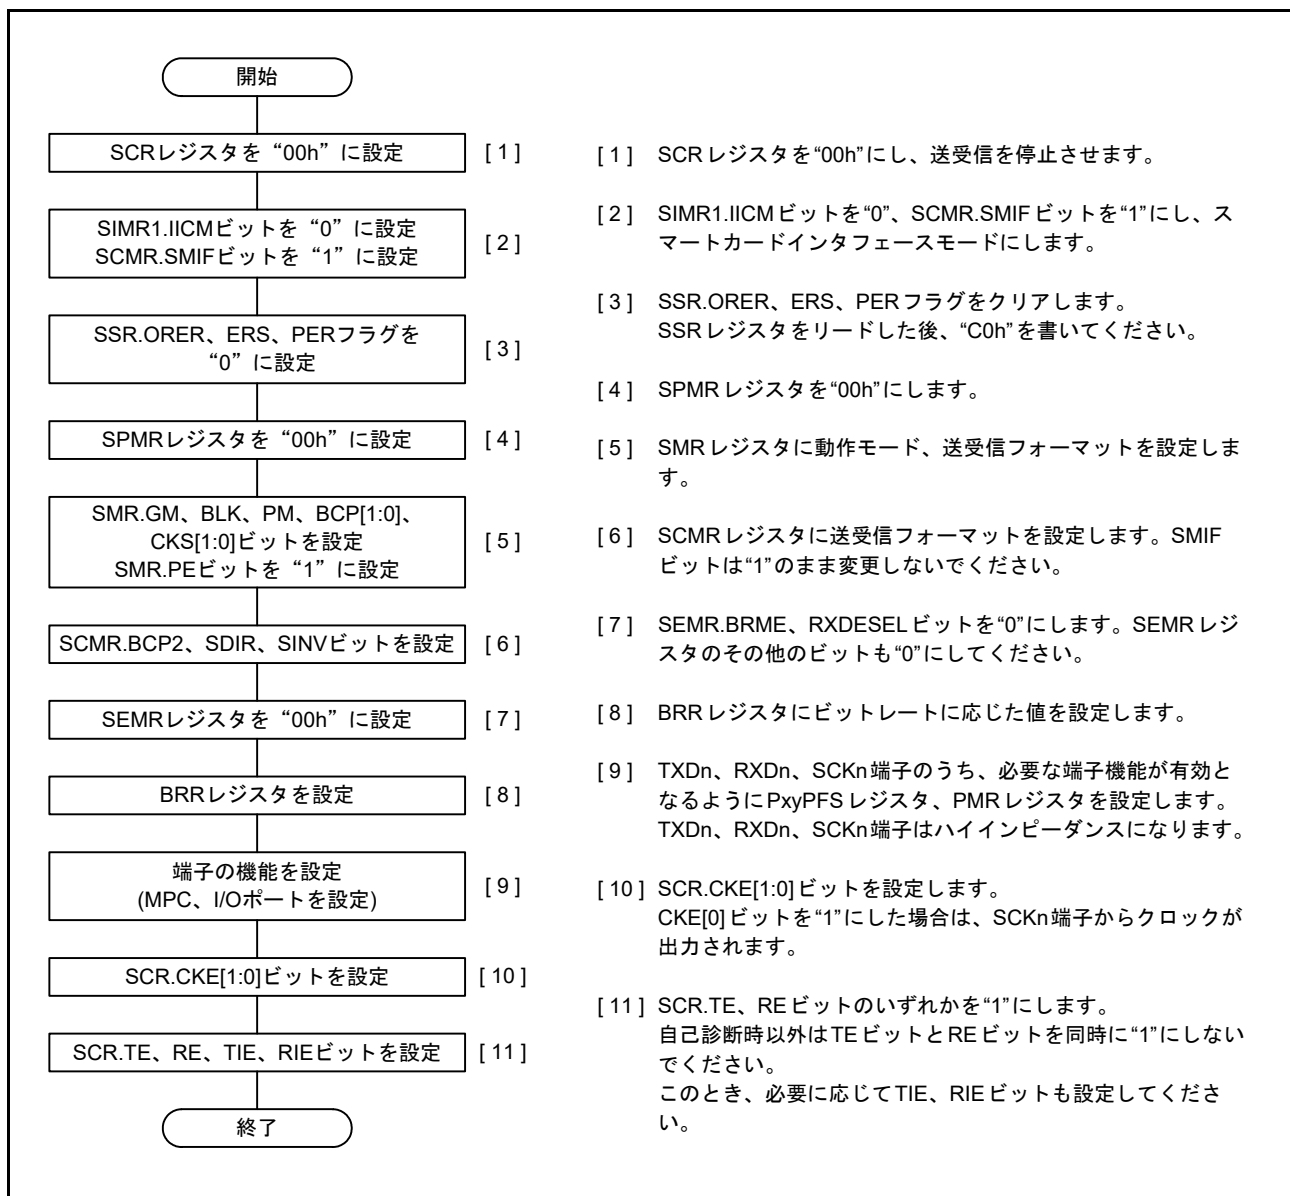 開始
SCRレジスタを“00h”に設定
[ 1 ]
SIMR1.IICMビットを“0”に設定
SCMR.SMIFビットを“1”に設定
[ 2 ]
SSR.ORER、ERS、PERフラグを
“0”に設定
[ 3 ]
SPMRレジスタを“00h”に設定
[ 4 ]
SMR.GM、BLK、PM、BCP[1:0]、
CKS[1:0]ビットを設定
SMR.PEビットを“1”に設定
[ 5 ]
SCMR.BCP2、SDIR、SINVビットを設定
[ 6 ]
SEMRレジスタを“00h”に設定
[ 7 ]
BRRレジスタを設定
[ 8 ]
端子の機能を設定
(MPC、I/Oポートを設定)
[ 9 ]
SCR.CKE[1:0]ビットを設定
[ 10 ]
SCR.TE、RE、TIE、RIEビットを設定
[ 11 ]
終了
[ 1 ] SCRレジスタを“00h”にし、送受信を停止させます。
[ 2 ] SIMR1.IICMビットを“0”、SCMR.SMIFビットを“1”にし、ス
マートカードインタフェースモードにします。
[ 3 ] SSR.ORER、ERS、PERフラグをクリアします。
SSRレジスタをリードした後、“C0h”を書いてください。
[ 4 ] SPMRレジスタを“00h”にします。
[ 5 ] SMRレジスタに動作モード、送受信フォーマットを設定しま
す。
[ 6 ] SCMRレジスタに送受信フォーマットを設定します。SMIF
ビットは“1”のまま変更しないでください。
[ 7 ] SEMR.BRME、RXDESELビットを“0”にします。SEMRレジ
スタのその他のビットも“0”にしてください。
[ 8 ] BRRレジスタにビットレートに応じた値を設定します。
[ 9 ] TXDn、RXDn、SCKn端子のうち、必要な端子機能が有効と
なるようにPxyPFSレジスタ、PMRレジスタを設定します。
TXDn、RXDn、SCKn端子はハイインピーダンスになります。
[ 10 ] SCR.CKE[1:0]ビットを設定します。
CKE[0]ビットを“1”にした場合は、SCKn端子からクロックが
出力されます。
[ 11 ] SCR.TE、REビットのいずれかを“1”にします。
自己診断時以外はTEビットとREビットを同時に“1”にしない
でください。
このとき、必要に応じてTIE、RIEビットも設定してくださ
い。